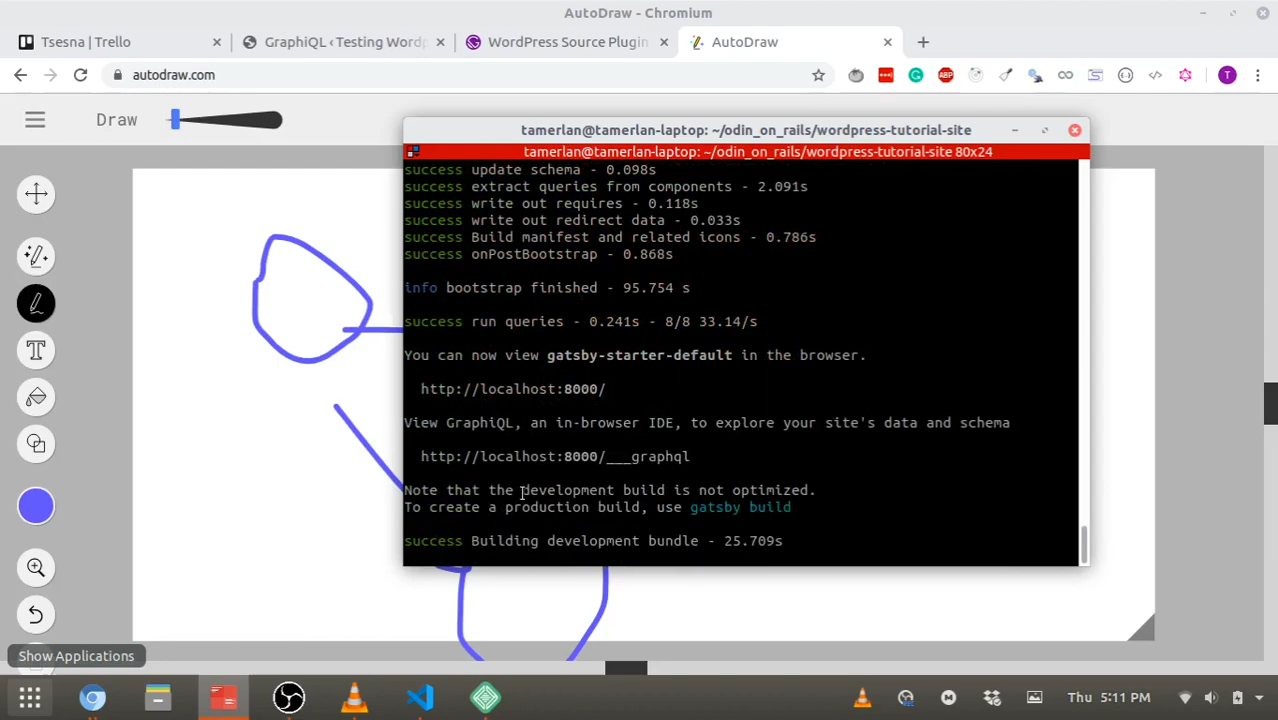 AutoDraw - Chromium
Tsesna | Trello
GraphiQL ‹ Testing Wordp
WordPress Source Plugin
AutoDraw
autodraw.com
T
Draw
tamerlan@tamerlan-laptop: ~/odin_on_rails/wordpress-tutorial-site
tamerlan@tamerlan-laptop: ~/odin_on_rails/wordpress-tutorial-site 80x24
success update schema - 0.098s
success extract queries from components - 2.091s
success write out requires - 0.118s
success write out redirect data - 0.033s
success Build manifest and related icons - 0.786s
success onPostBootstrap - 0.868s
info bootstrap finished - 95.754 s
success run queries - 0.241s - 8/8 33.14/s
You can now view gatsby-starter-default in the browser.
http://localhost:8000/
View GraphiQL, an in-browser IDE, to explore your site's data and schema
http://localhost:8000/___graphql
Note that the development build is not optimized.
To create a production build, use gatsby build
success Building development bundle - 25.709s
Show Applications
Thu 5:11 PM